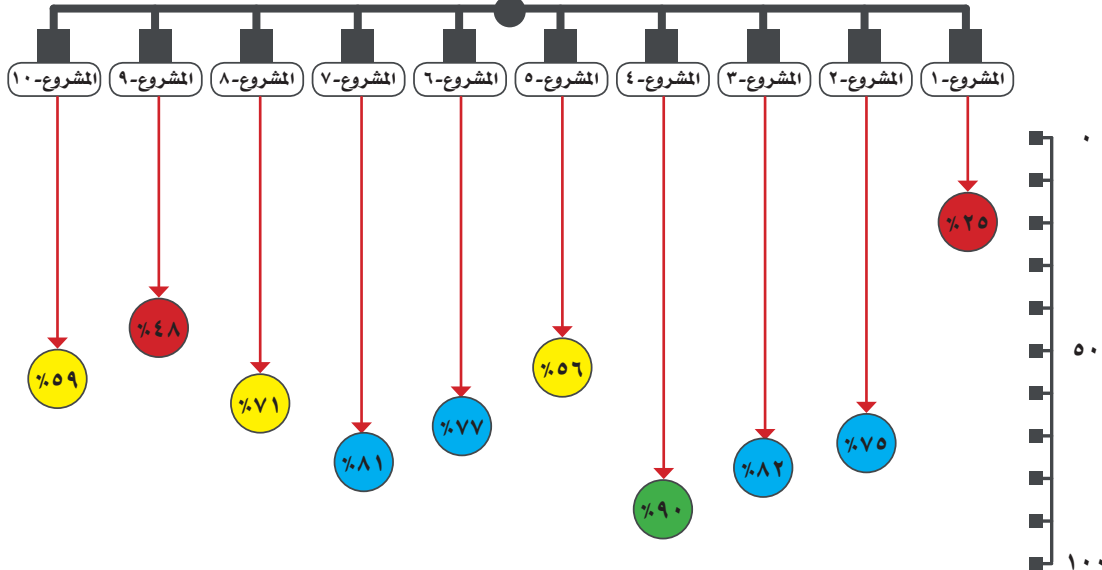 المشروع-١
المشروع-٢
المشروع-٣
المشروع-٤
المشروع-٥
المشروع-٦
المشروع-٧
المشروع-٨
المشروع-٩
المشروع-١٠
٠
٥٠
١٠٠
%٢٥
%٧٥
%٨٢
%٩٠
%٥٦
%٧٧
%٨١
%٧١
%٤٨
%٥٩